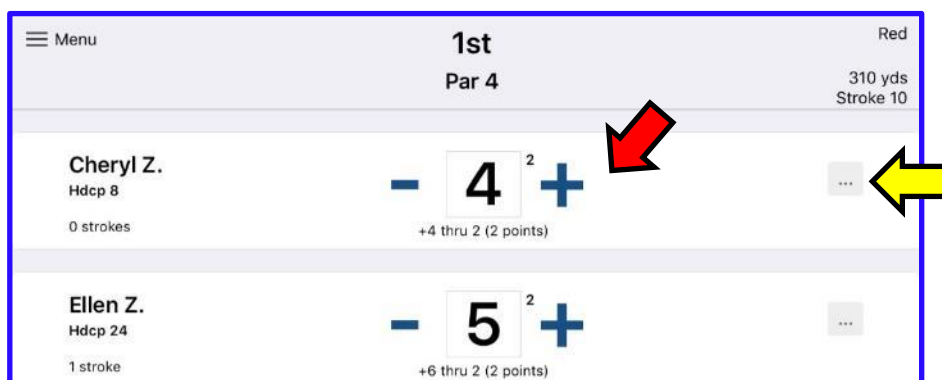 Menu
1st
Red
Par 4
310 yds
Stroke 10
Cheryl Z.
Hdcp 8
0 strokes
− 4 2 +
+4 thru 2 (2 points)
...
Ellen Z.
Hdcp 24
1 stroke
− 5 2 +
+6 thru 2 (2 points)
...